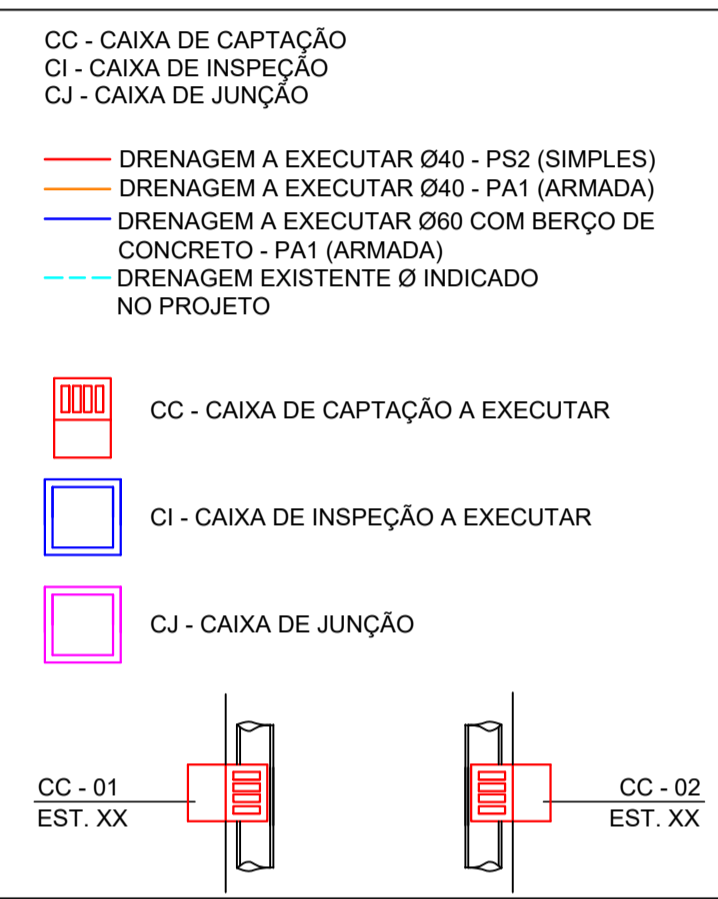 CC - CAIXA DE CAPTAÇÃO
CI - CAIXA DE INSPEÇÃO
CJ - CAIXA DE JUNÇÃO
DRENAGEM A EXECUTAR Ø40 - PS2 (SIMPLES)
DRENAGEM A EXECUTAR Ø40 - PA1 (ARMADA)
DRENAGEM A EXECUTAR Ø60 COM BERÇO DE
CONCRETO - PA1 (ARMADA)
DRENAGEM EXISTENTE Ø INDICADO
NO PROJETO
CC - CAIXA DE CAPTAÇÃO A EXECUTAR
CI - CAIXA DE INSPEÇÃO A EXECUTAR
CJ - CAIXA DE JUNÇÃO
CC - 01
EST. XX
CC - 02
EST. XX